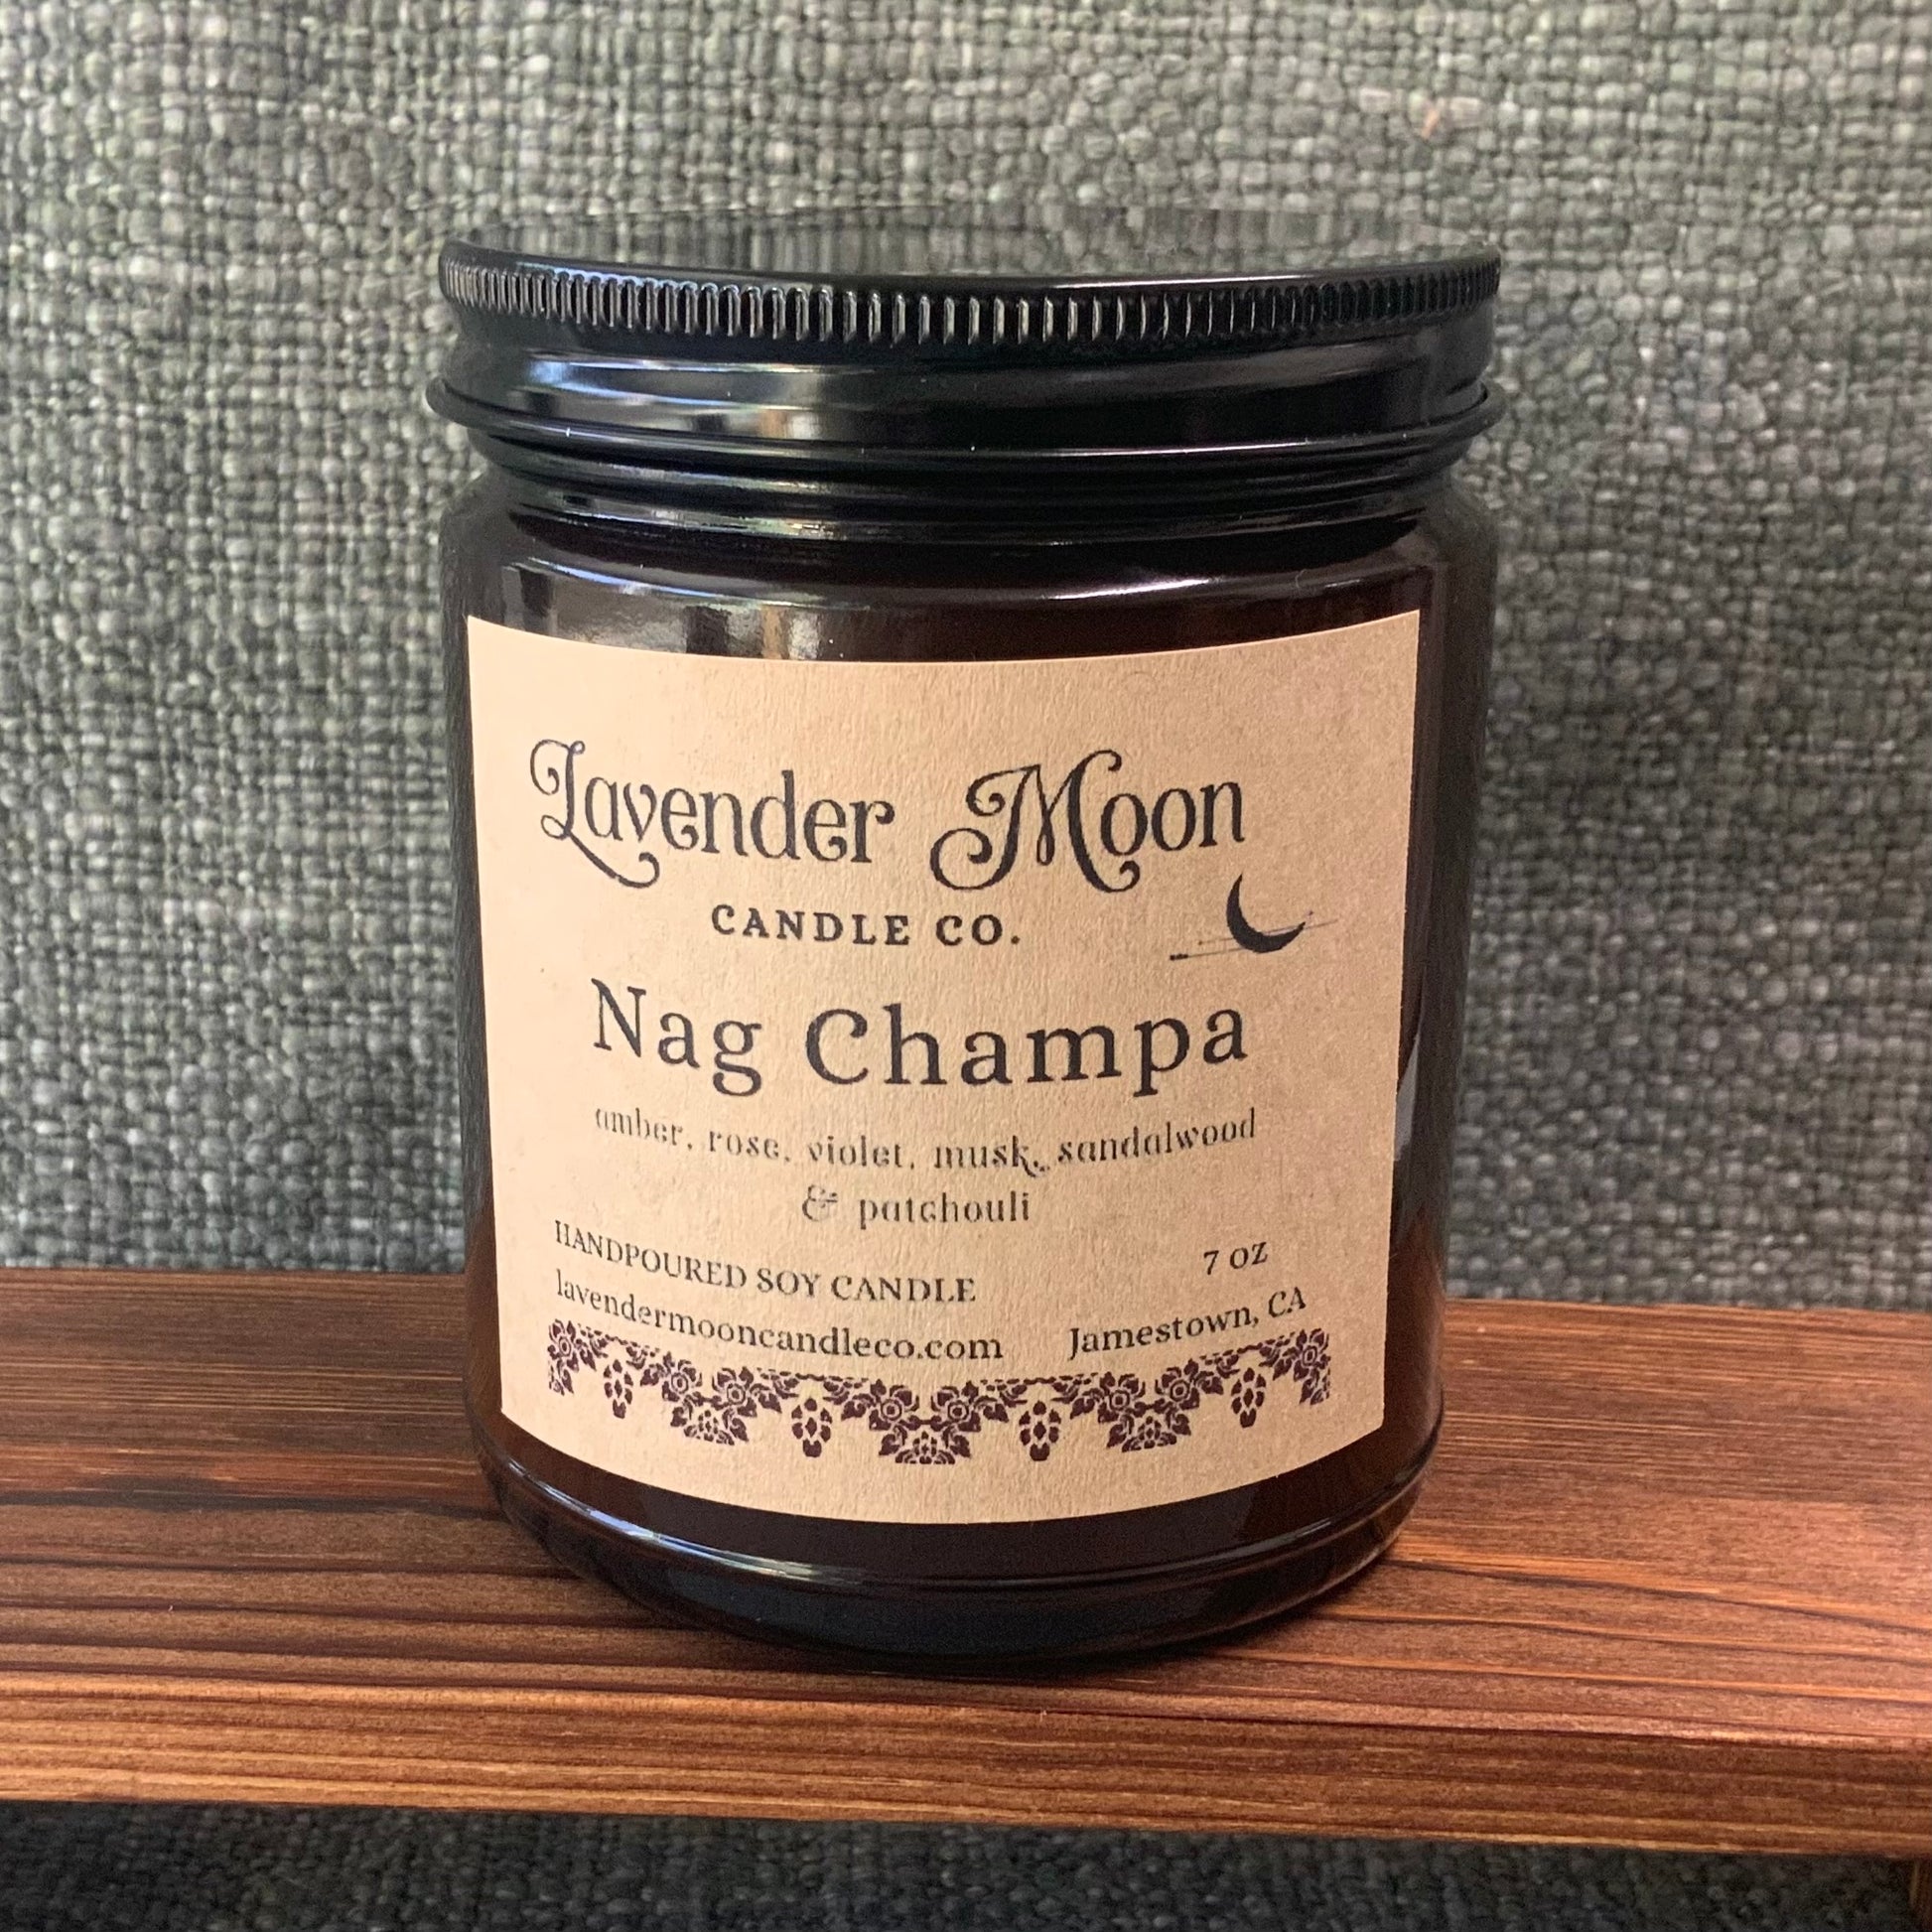 Lavender Moon
CANDLE CO.
Nag Champa
amber, rose, violet, musk, sandalwood
& patchouli
HANDPOURED SOY CANDLE 7 oz
lavendermooncandleco.com Jamestown, CA